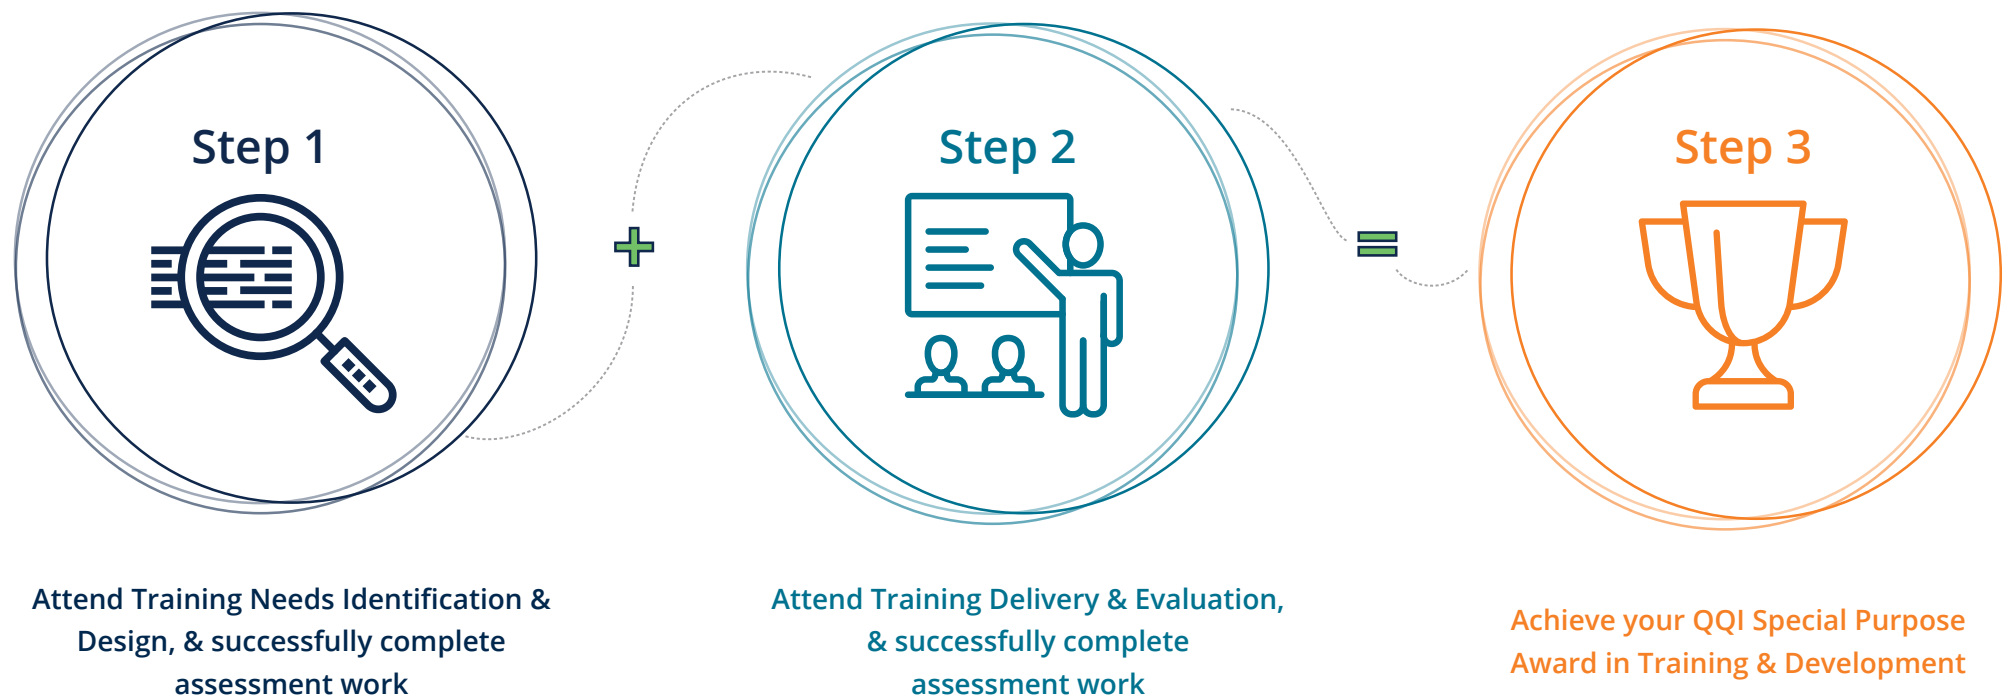 Step 1
Step 2
Step 3
Attend Training Needs Identification &
Design, & successfully complete
assessment work
Attend Training Delivery & Evaluation,
& successfully complete
assessment work
Achieve your QQI Special Purpose
Award in Training & Development